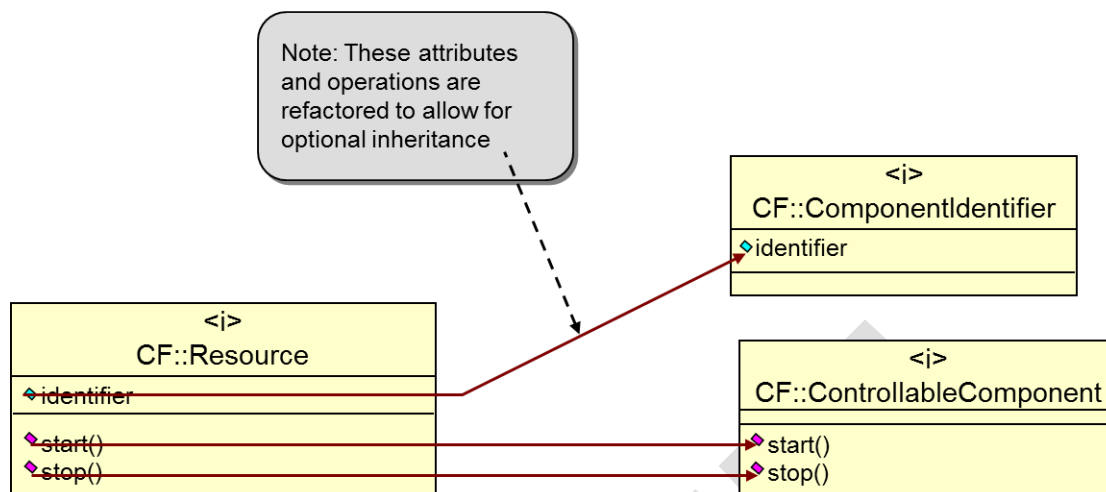 Note: These attributes
and operations are
refactored to allow for
optional inheritance
<i>
CF::ComponentIdentifier
identifier
<i>
CF::Resource
identifier
start()
stop()
<i>
CF::ControllableComponent
start()
stop()